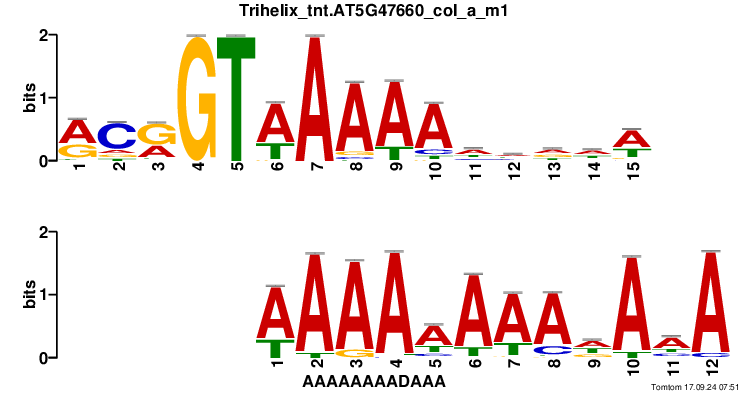 Trihelix_tnt.AT5G47660_col_a_m1
2
bits
1
0
A G C A G A G T A T A A G C A T A C T A A A A T
1 2 3 4 5 6 7 8 9 10 11 12 13 14 15
2
bits
1
0
A T A T A G A A T C A T A T A C A T G A T A T C A C
1 2 3 4 5 6 7 8 9 10 11 12
AAAAAAAADAAA
Tomtom 17.09.24 07:51